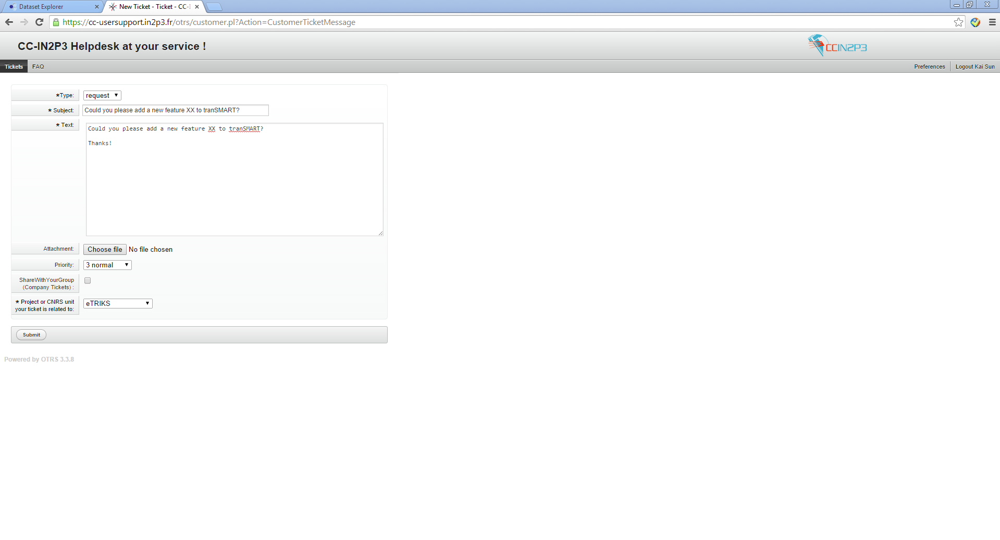 Dataset Explorer
New Ticket - Ticket - CC-I
https://cc-usersupport.in2p3.fr/otrs/customer.pl?Action=CustomerTicketMessage
CC-IN2P3 Helpdesk at your service !
CCIN2P3
Tickets FAQ Preferences Logout Kai Sun
*Type: request
* Subject: Could you please add a new feature XX to tranSMART?
* Text: Could you please add a new feature XX to tranSMART?
Thanks!
Attachment: Choose file No file chosen
Priority: 3 normal
ShareWithYourGroup
(Company Tickets) :
* Project or CNRS unit
your ticket is related to: eTRIKS
Submit
Powered by OTRS 3.3.8